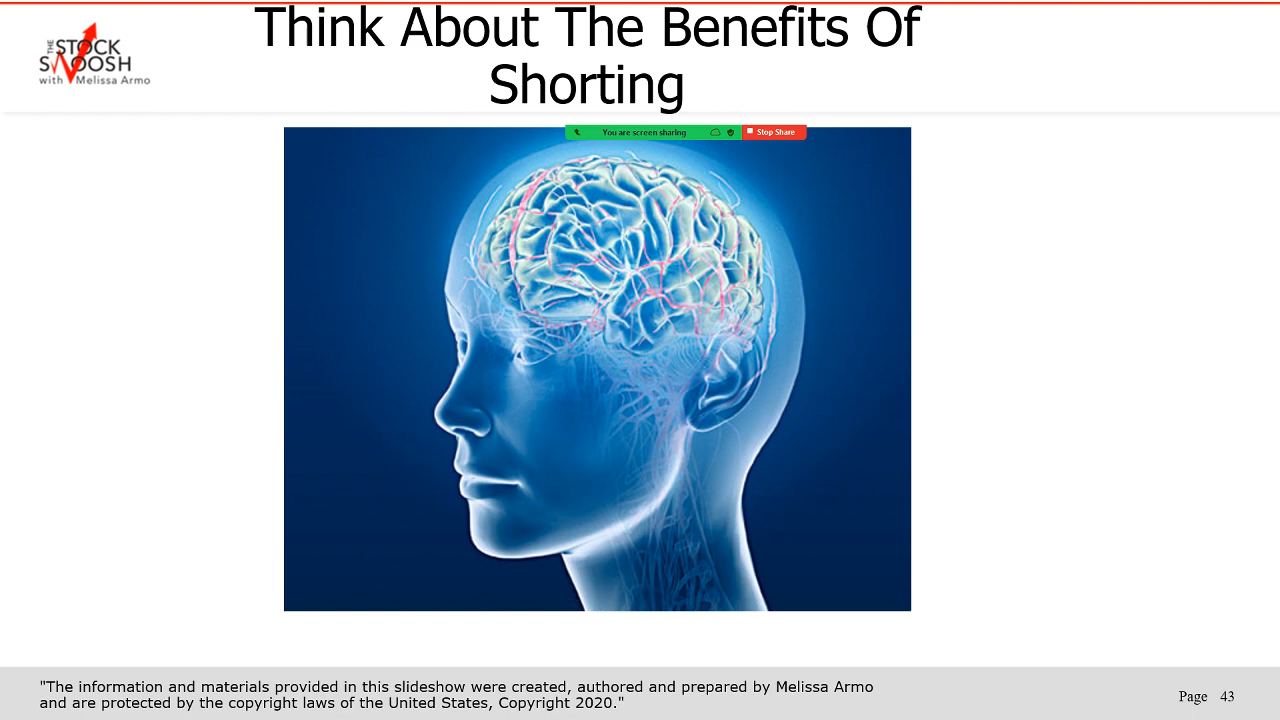 Think About The Benefits Of
Shorting
THE
STOCK
SWOOSH
with Melissa Armo
You are screen sharing
Stop Share
"The information and materials provided in this slideshow were created, authored and prepared by Melissa Armo
and are protected by the copyright laws of the United States, Copyright 2020."
Page 43